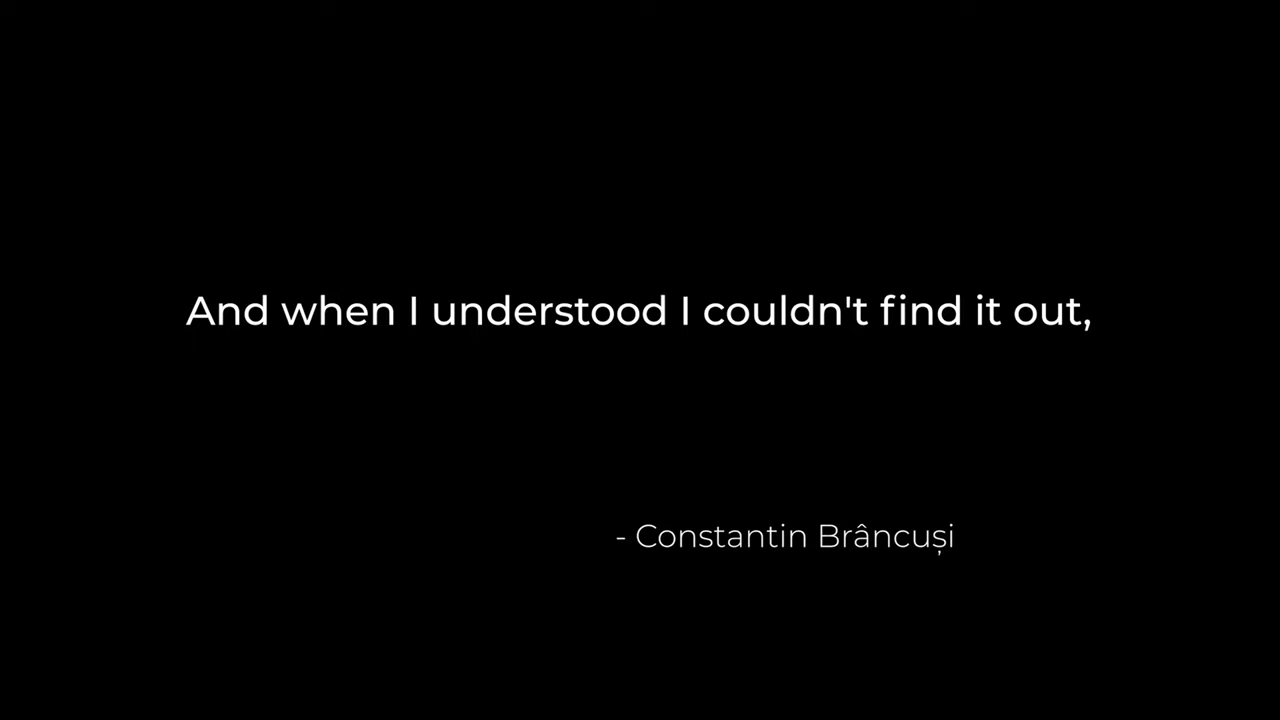 And when I understood I couldn't find it out,
- Constantin Brâncuși